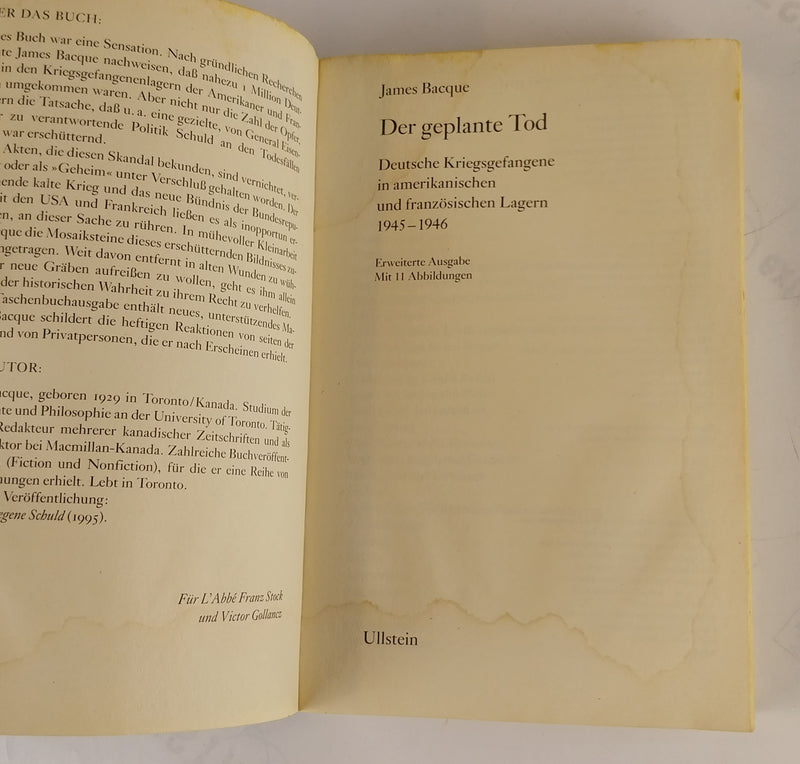 ER DAS BUCH:
es Buch war eine Sensation. Nach gründlichen Recherchen
te James Bacque nachweisen, daß nahezu 1 Million Deut-
in den Kriegsgefangenenlagern der Amerikaner und Fran-
umgekommen waren. Aber nicht nur die Zahl der Opfer,
ern die Tatsache, daß u. a. eine gezielte, von General Eisen-
r zu verantwortende Politik Schuld an den Todesfällen
war erschütternd.
Akten, die diesen Skandal bekunden, sind vernichtet, ver-
oder als »Geheim« unter Verschluß gehalten worden. Der
ende kalte Krieg und das neue Bündnis der Bundesrepu-
it den USA und Frankreich ließen es als inopportun er-
en, an dieser Sache zu rühren. In mühevoller Kleinarbeit
que die Mosaiksteine dieses erschütternden Bildnisses zu-
ngetragen. Weit davon entfernt in alten Wunden zu wüh-
r neue Gräben aufreißen zu wollen, geht es ihm allein
der historischen Wahrheit zu ihrem Recht zu verhelfen.
aschenbuchausgabe enthält neues, unterstützendes Ma-
Bacque schildert die heftigen Reaktionen von seiten der
nd von Privatpersonen, die er nach Erscheinen erhielt.
UTOR:
acque, geboren 1929 in Toronto/Kanada. Studium der
te und Philosophie an der University of Toronto. Tätig-
Redakteur mehrerer kanadischer Zeitschriften und als
ktor bei Macmillan-Kanada. Zahlreiche Buchveröffent-
(Fiction und Nonfiction), für die er eine Reihe von
nungen erhielt. Lebt in Toronto.
Veröffentlichung:
egene Schuld (1995).
Für L'Abbé Franz Stock
und Victor Gollancz
James Bacque
Der geplante Tod
Deutsche Kriegsgefangene
in amerikanischen
und französischen Lagern
1945–1946
Erweiterte Ausgabe
Mit 11 Abbildungen
Ullstein